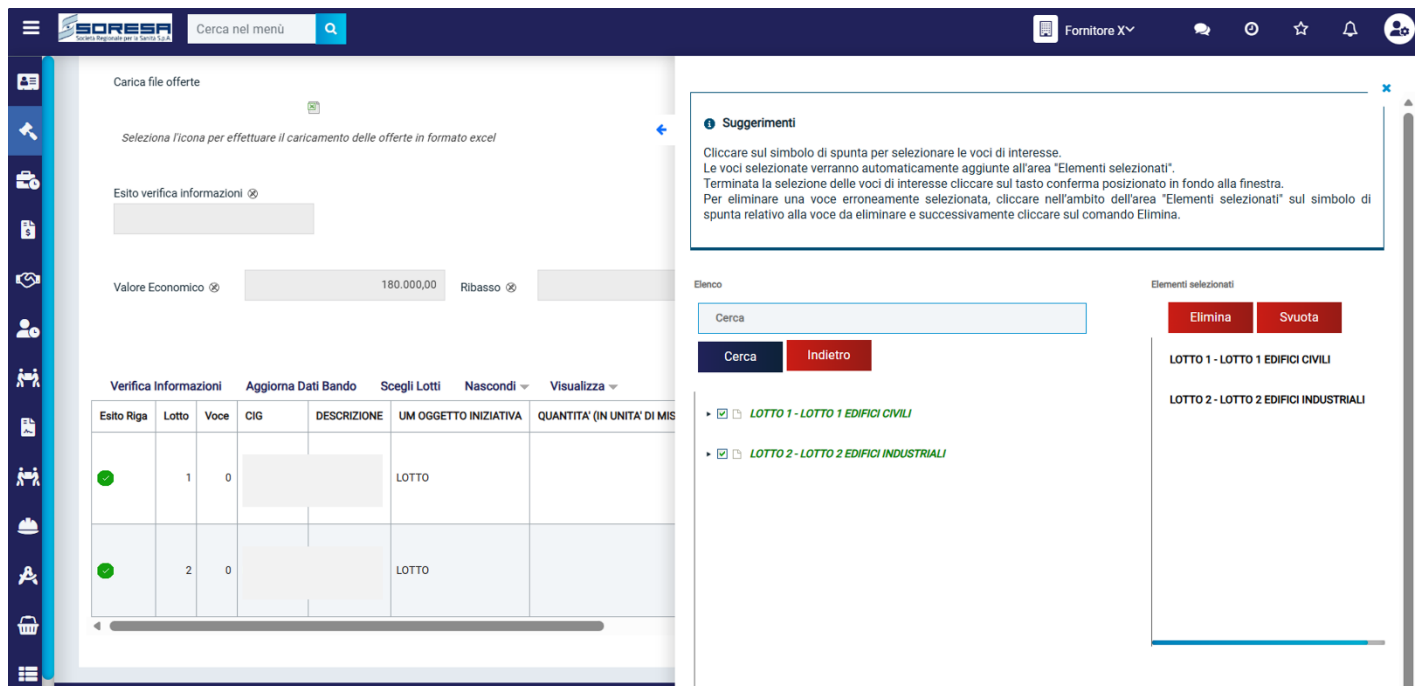 SORESA
Società Regionale per la Sanità S.p.A
Cerca nel menù
Fornitore X
Carica file offerte
Seleziona l'icona per effettuare il caricamento delle offerte in formato excel
Esito verifica informazioni
Valore Economico
180.000,00
Ribasso
Verifica Informazioni Aggiorna Dati Bando Scegli Lotti Nascondi Visualizza
Esito Riga Lotto Voce CIG DESCRIZIONE UM OGGETTO INIZIATIVA QUANTITA' (IN UNITA' DI MIS
1 0 LOTTO
2 0 LOTTO
Suggerimenti
Cliccare sul simbolo di spunta per selezionare le voci di interesse.
Le voci selezionate verranno automaticamente aggiunte all'area "Elementi selezionati".
Terminata la selezione delle voci di interesse cliccare sul tasto conferma posizionato in fondo alla finestra.
Per eliminare una voce erroneamente selezionata, cliccare nell'ambito dell'area "Elementi selezionati" sul simbolo di
spunta relativo alla voce da eliminare e successivamente cliccare sul comando Elimina.
Elenco
Cerca
Cerca Indietro
LOTTO 1 - LOTTO 1 EDIFICI CIVILI
LOTTO 2 - LOTTO 2 EDIFICI INDUSTRIALI
Elementi selezionati
Elimina Svuota
LOTTO 1 - LOTTO 1 EDIFICI CIVILI
LOTTO 2 - LOTTO 2 EDIFICI INDUSTRIALI